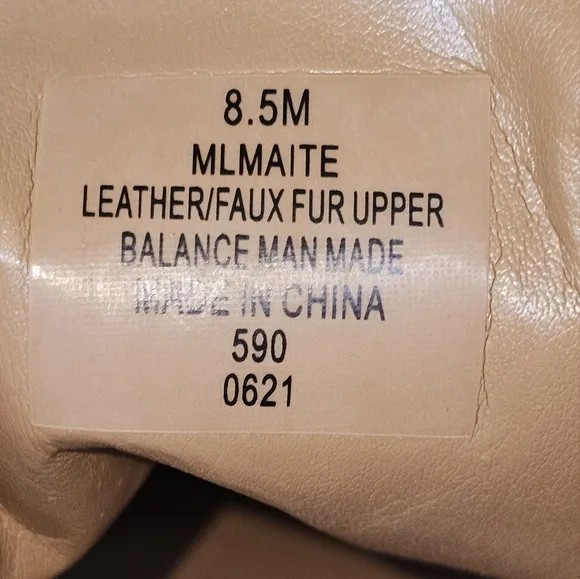 8.5M
MLMAITE
LEATHER/FAUX FUR UPPER
BALANCE MAN MADE
MADE IN CHINA
590
0621